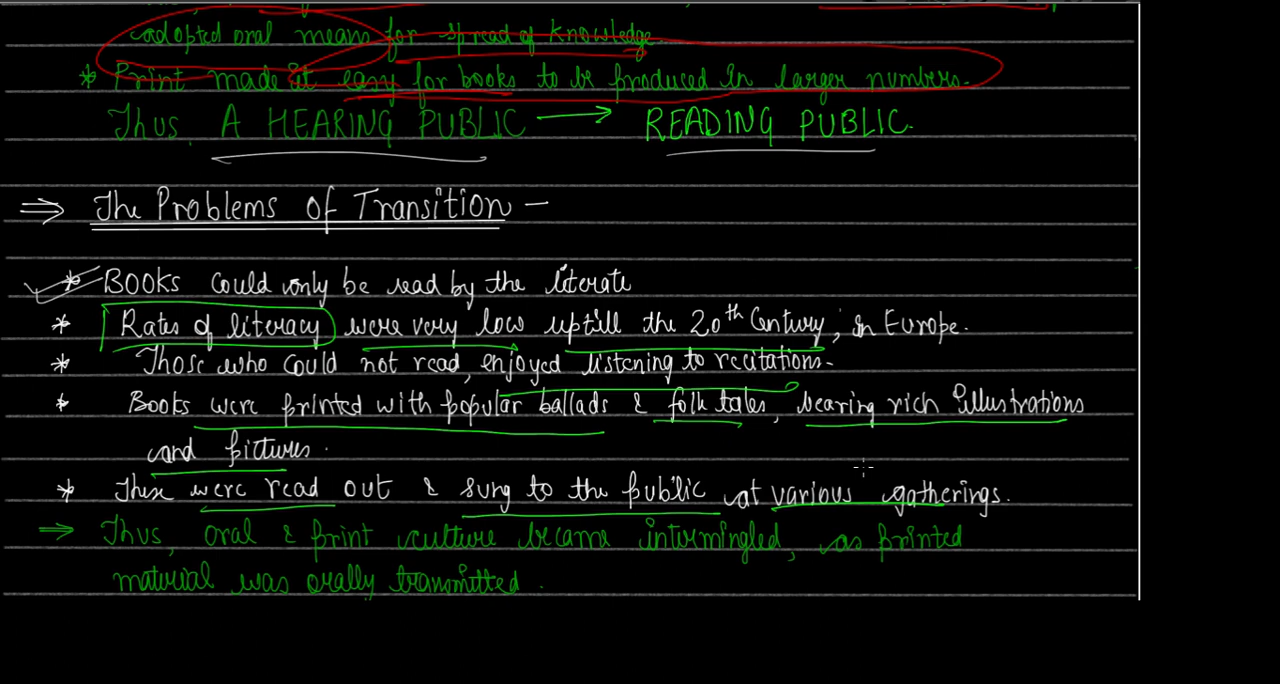 adopted oral means for spread of knowledge
* Print made it easy for books to be produced in larger numbers.
Thus, A HEARING PUBLIC → READING PUBLIC.
⇒ The Problems Of Transition -
* BOOKS could only be read by the literate
* Rates of literacy were very low uptill the 20th Century, in Europe.
* Those who could not read, enjoyed listening to recitations.
* Books were printed with popular ballads & folk tales, bearing rich illustrations
and pictures.
* These were read out & sung to the public at various gatherings.
⇒ Thus, oral & print culture became intermingled, as printed
material was orally transmitted.